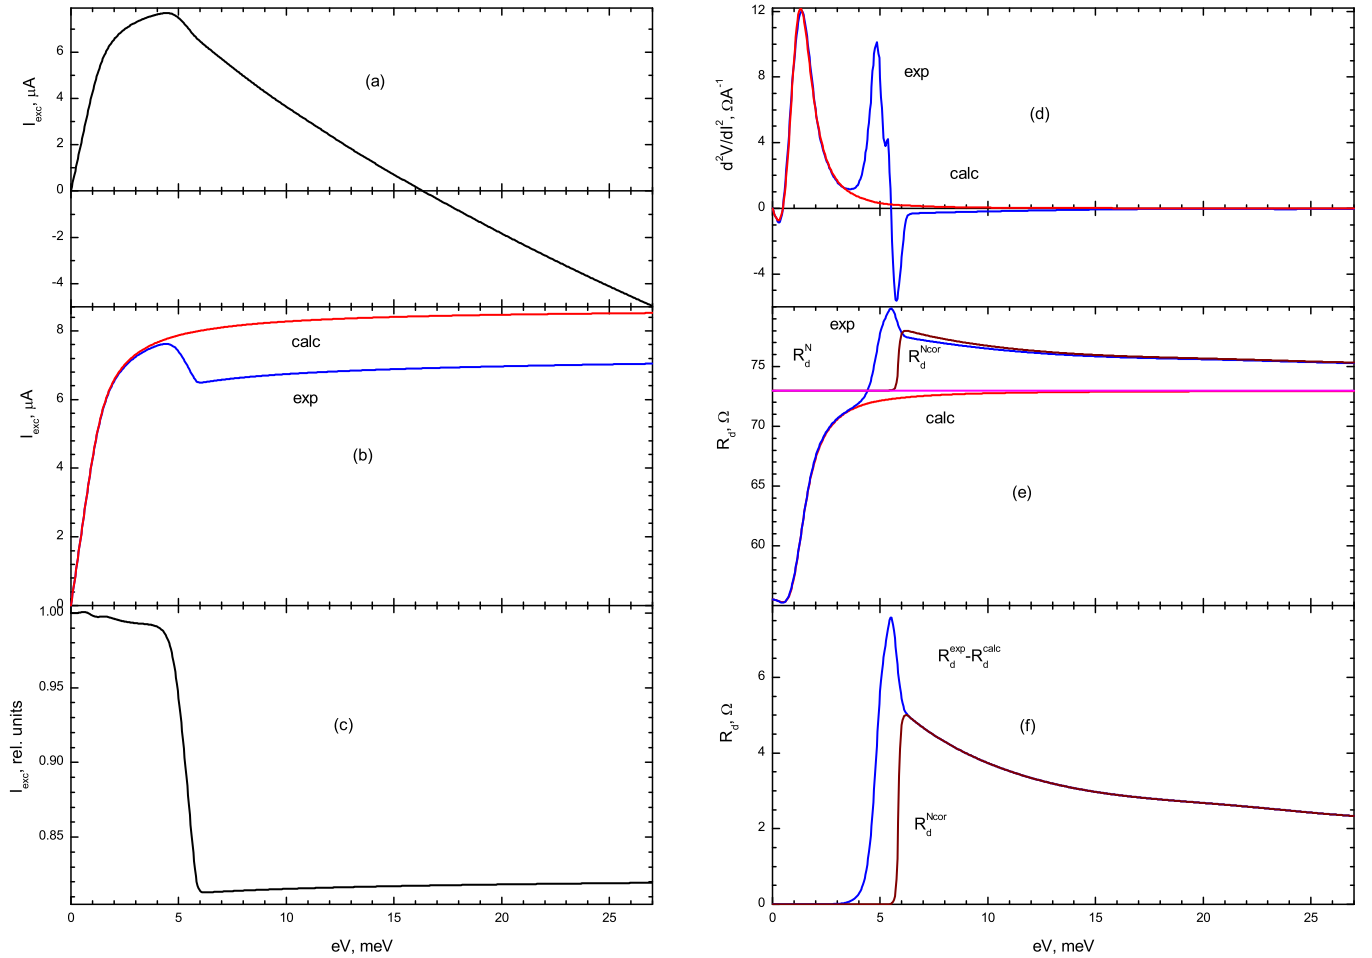 6
4
2
0
-2
-4
I_exc, μA
(a)
8
6
4
2
0
I_exc, μA
calc
exp
(b)
1.00
0.95
0.90
0.85
I_exc, rel. units
(c)
0 5 10 15 20 25
eV, meV
12
8
4
0
-4
d²V/dI², ΩA⁻¹
exp
calc
(d)
75
70
65
60
R_d, Ω
exp
R_d^N
R_d^Ncor
calc
(e)
6
4
2
0
R_d, Ω
R_d^exp-R_d^calc
R_d^Ncor
(f)
0 5 10 15 20 25
eV, meV